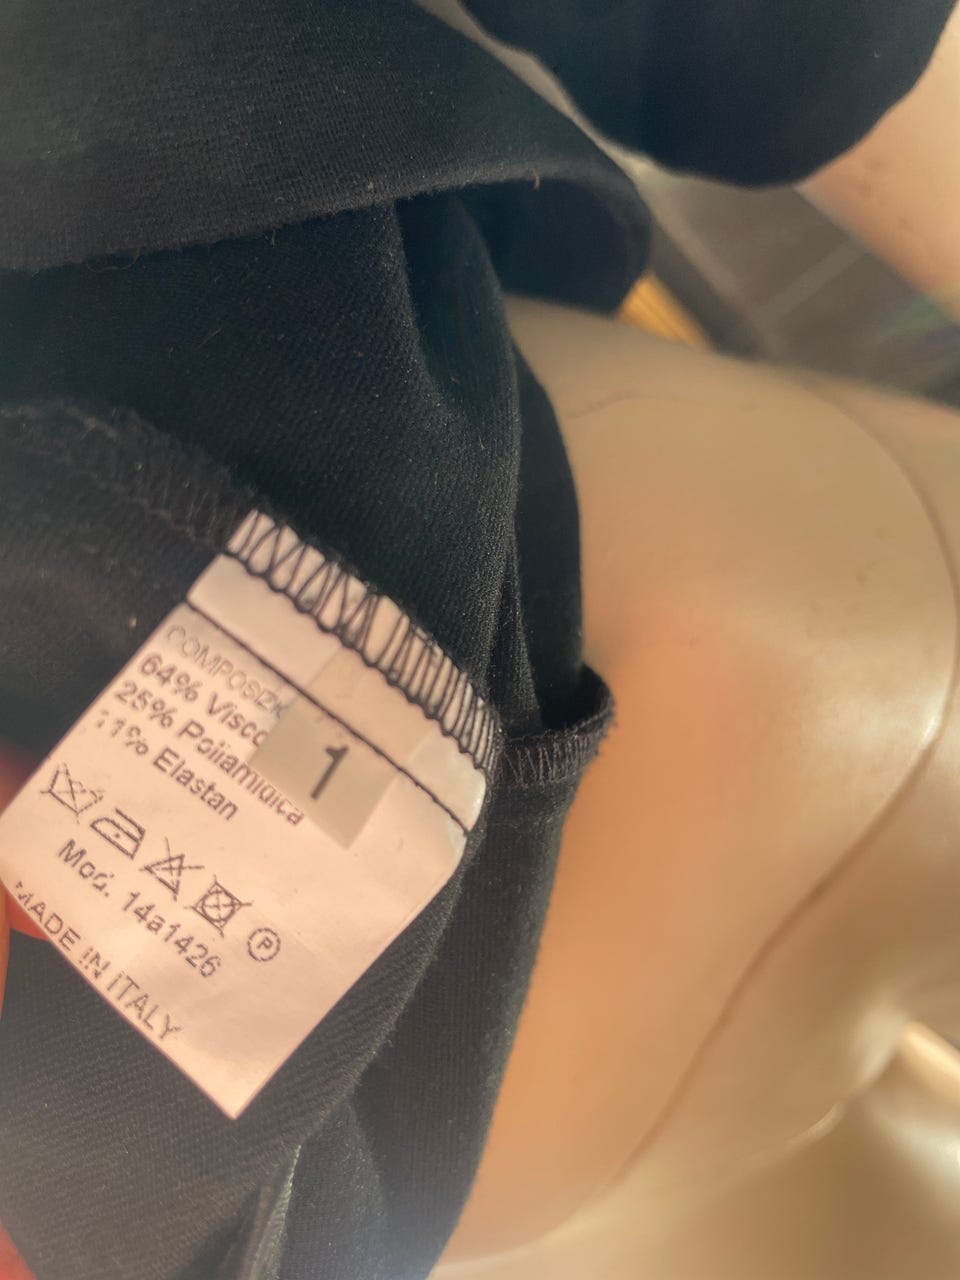 COMPOSIZ
64% Visco
25% Poliamidica
11% Elastan
1
P
Mod. 14a1426
MADE IN ITALY